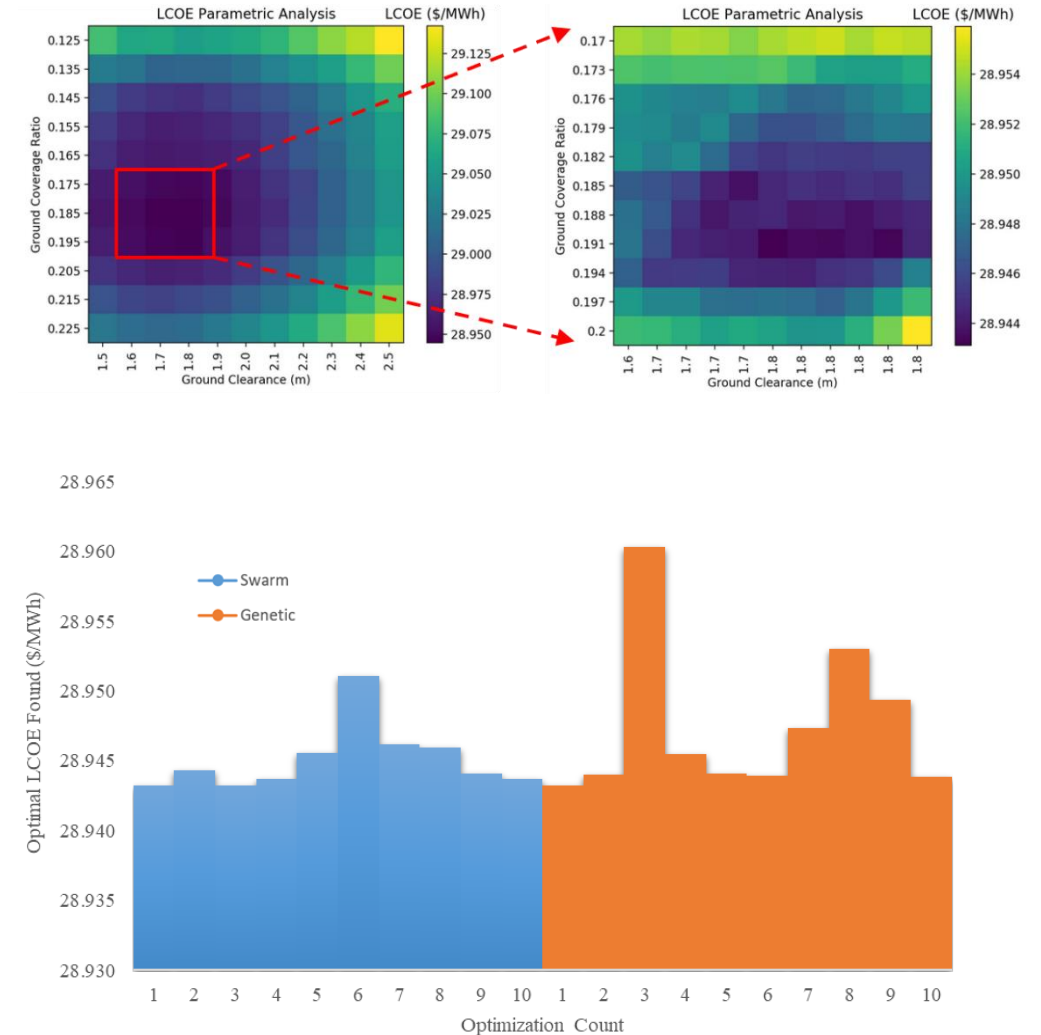 LCOE Parametric Analysis
LCOE ($/MWh)
0.125
0.135
0.145
0.155
0.165
0.175
0.185
0.195
0.205
0.215
0.225
Ground Coverage Ratio
1.5 1.6 1.7 1.8 1.9 2.0 2.1 2.2 2.3 2.4 2.5
Ground Clearance (m)
29.125
29.100
29.075
29.050
29.025
29.000
28.975
28.950
LCOE Parametric Analysis
LCOE ($/MWh)
0.17
0.173
0.176
0.179
0.182
0.185
0.188
0.191
0.194
0.197
0.2
Ground Coverage Ratio
1.6 1.7 1.7 1.7 1.7 1.8 1.8 1.8 1.8 1.8 1.8
Ground Clearance (m)
28.954
28.952
28.950
28.948
28.946
28.944
28.965
28.960
28.955
28.950
28.945
28.940
28.935
28.930
Optimal LCOE Found ($/MWh)
Swarm
Genetic
1 2 3 4 5 6 7 8 9 10 1 2 3 4 5 6 7 8 9 10
Optimization Count